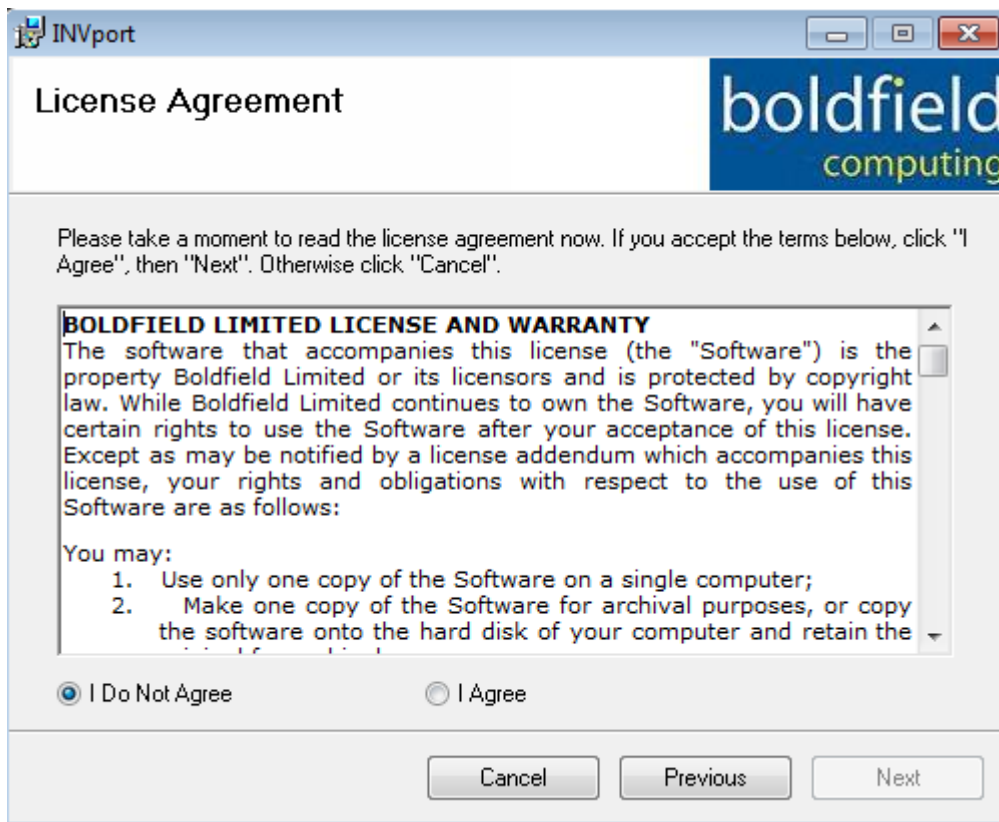 INVport
License Agreement
boldfield
computing
Please take a moment to read the license agreement now. If you accept the terms below, click "I
Agree", then "Next". Otherwise click "Cancel".
BOLDFIELD LIMITED LICENSE AND WARRANTY
The software that accompanies this license (the "Software") is the
property Boldfield Limited or its licensors and is protected by copyright
law. While Boldfield Limited continues to own the Software, you will have
certain rights to use the Software after your acceptance of this license.
Except as may be notified by a license addendum which accompanies this
license, your rights and obligations with respect to the use of this
Software are as follows:
You may:
1. Use only one copy of the Software on a single computer;
2. Make one copy of the Software for archival purposes, or copy
the software onto the hard disk of your computer and retain the
I Do Not Agree
I Agree
Cancel
Previous
Next